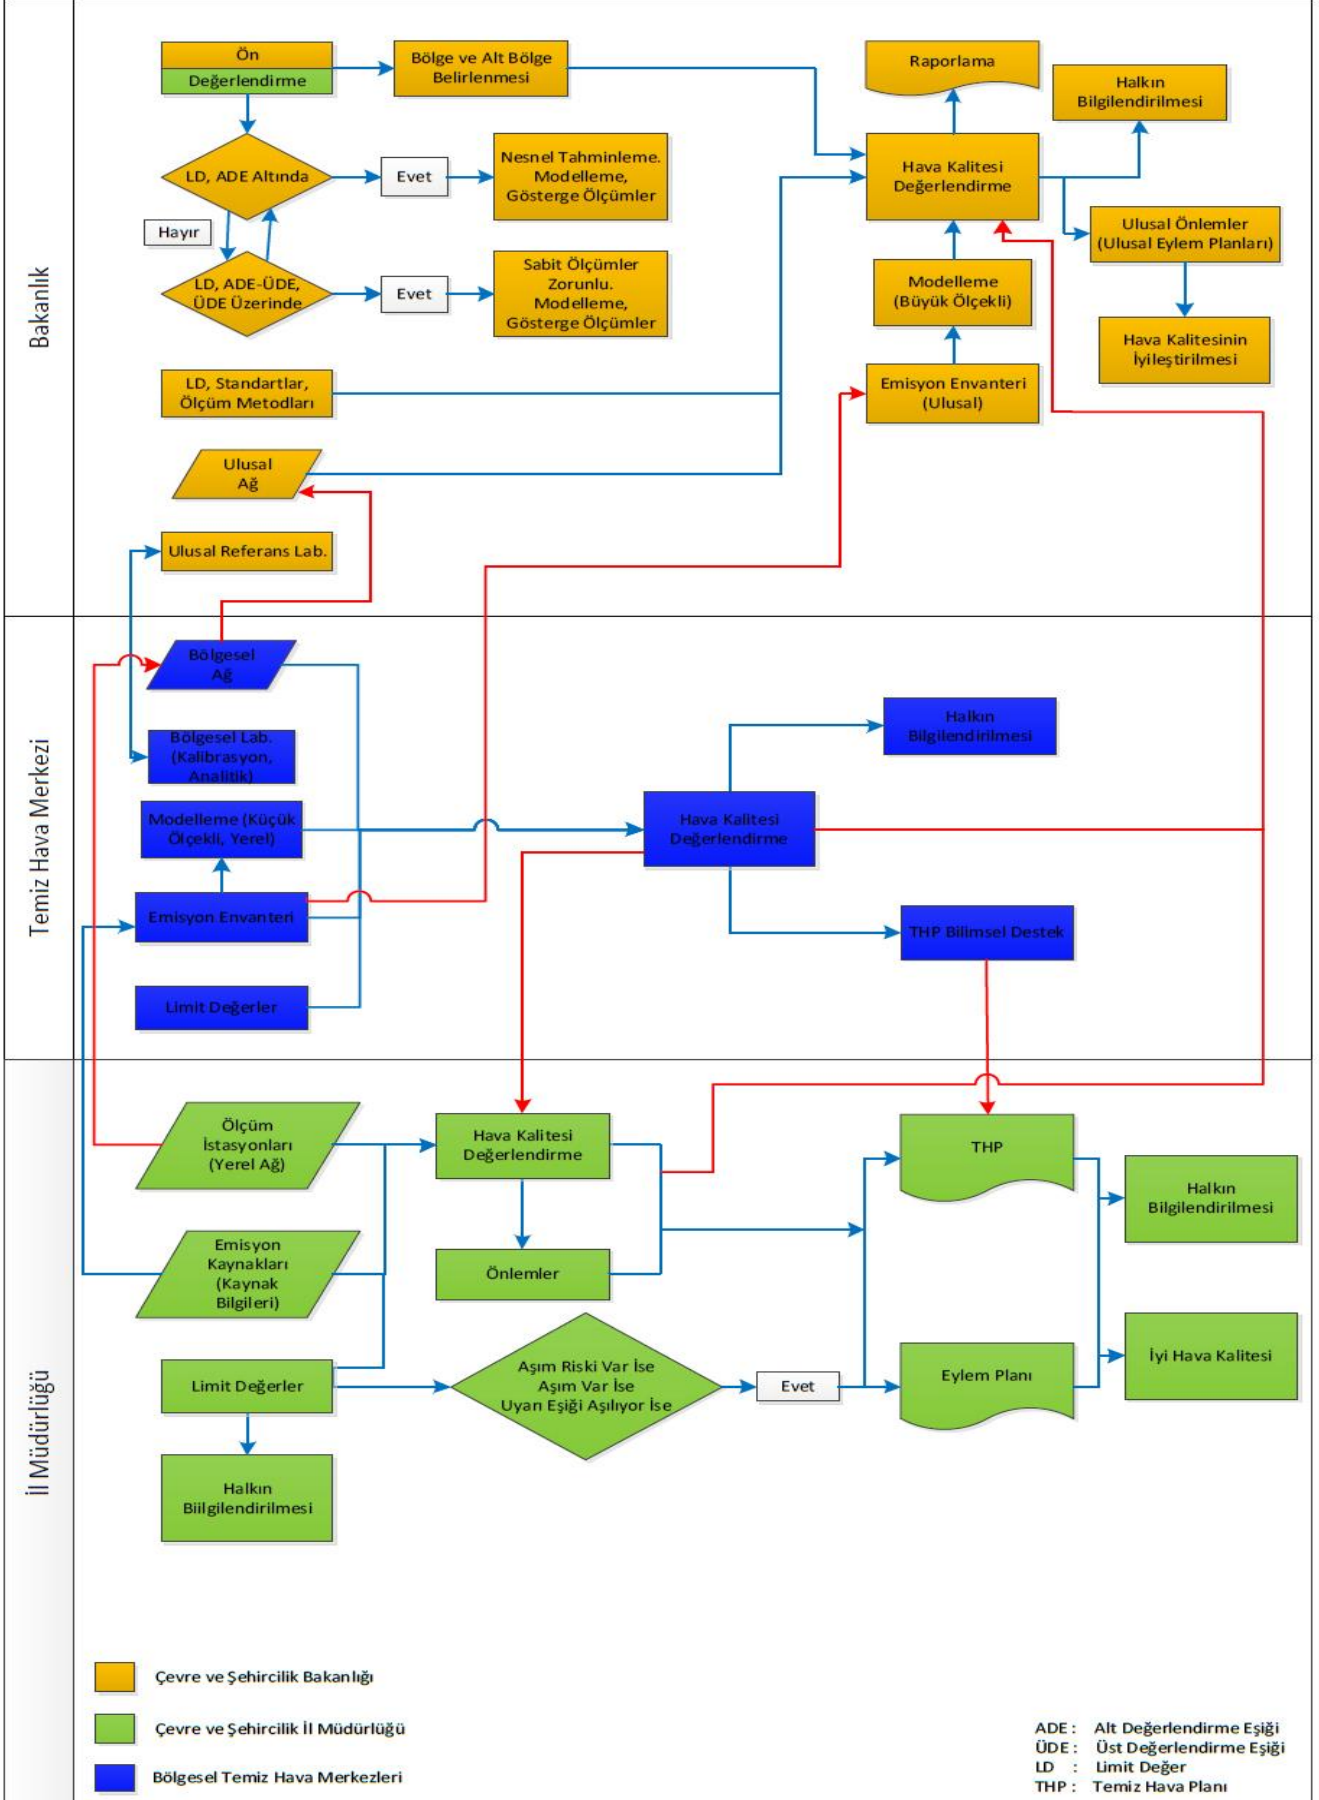 Bakanlık
Ön
Değerlendirme
Bölge ve Alt Bölge
Belirlenmesi
Raporlama
Halkın
Bilgilendirilmesi
LD, ADE Altında
Evet
Nesnel Tahminleme.
Modelleme,
Gösterge Ölçümler
Hava Kalitesi
Değerlendirme
Hayır
Ulusal Önlemler
(Ulusal Eylem Planları)
LD, ADE-ÜDE,
ÜDE Üzerinde
Evet
Sabit Ölçümler
Zorunlu.
Modelleme,
Gösterge Ölçümler
Modelleme
(Büyük Ölçekli)
Hava Kalitesinin
İyileştirilmesi
LD, Standartlar,
Ölçüm Metodları
Emisyon Envanteri
(Ulusal)
Ulusal
Ağ
Ulusal Referans Lab.
Temiz Hava Merkezi
Bölgesel
Ağ
Bölgesel Lab.
(Kalibrasyon,
Analitik)
Halkın
Bilgilendirilmesi
Modelleme (Küçük
Ölçekli, Yerel)
Hava Kalitesi
Değerlendirme
Emisyon Envanteri
THP Bilimsel Destek
Limit Değerler
İl Müdürlüğü
Ölçüm
İstasyonları
(Yerel Ağ)
Hava Kalitesi
Değerlendirme
THP
Halkın
Bilgilendirilmesi
Emisyon
Kaynakları
(Kaynak
Bilgileri)
Önlemler
Limit Değerler
Aşım Riski Var İse
Aşım Var İse
Uyarı Eşiği Aşılıyor İse
Evet
Eylem Planı
İyi Hava Kalitesi
Halkın
Biilgilendirilmesi
Çevre ve Şehircilik Bakanlığı
Çevre ve Şehircilik İl Müdürlüğü
Bölgesel Temiz Hava Merkezleri
ADE : Alt Değerlendirme Eşiği
ÜDE : Üst Değerlendirme Eşiği
LD : Limit Değer
THP : Temiz Hava Planı